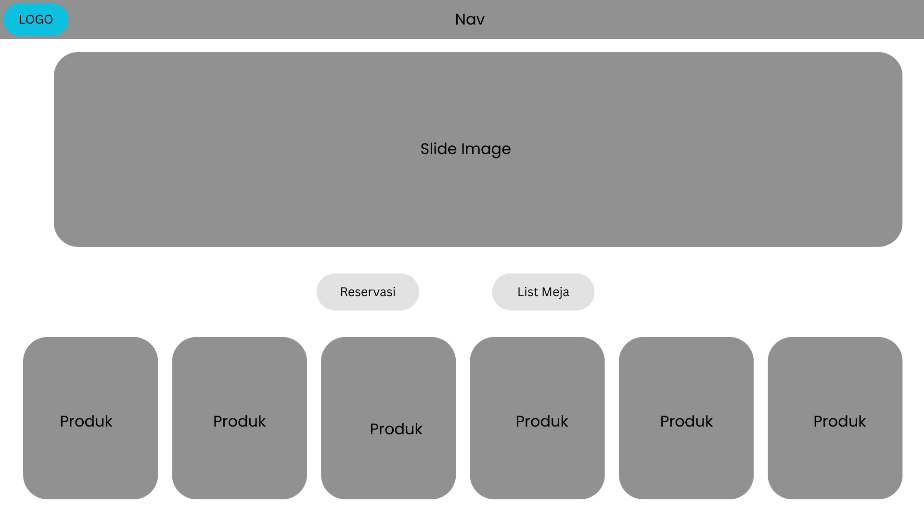 LOGO
Nav
Slide Image
Reservasi
List Meja
Produk
Produk
Produk
Produk
Produk
Produk